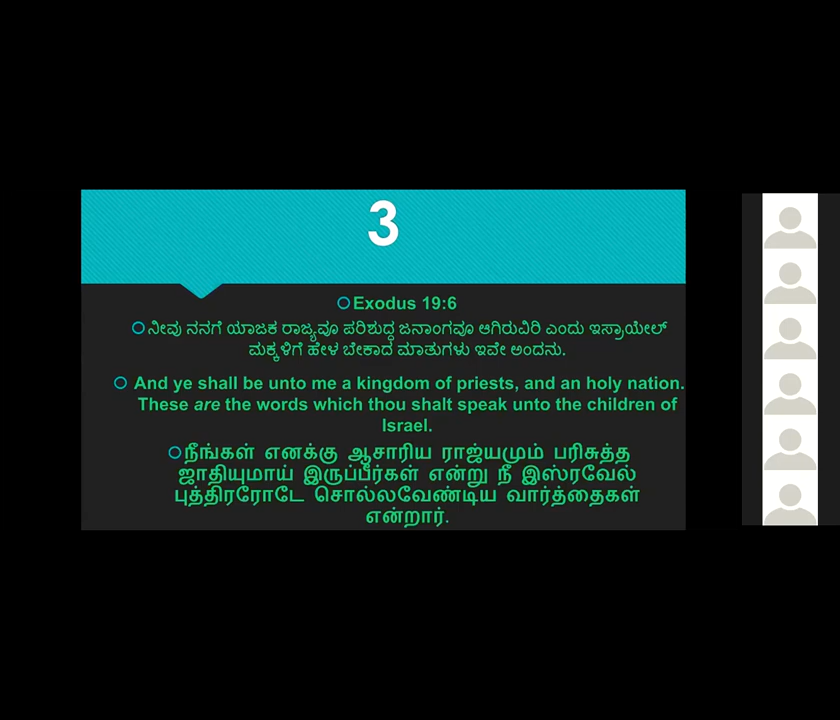 3
Exodus 19:6
ನೀವು ನನಗೆ ಯಾಜಕ ರಾಜ್ಯವೂ ಪರಿಶುದ್ಧ ಜನಾಂಗವೂ ಆಗಿರುವಿರಿ ಎಂದು ಇಸ್ರಾಯೇಲ್
ಮಕ್ಕಳಿಗೆ ಹೇಳ ಬೇಕಾದ ಮಾತುಗಳು ಇವೇ ಅಂದನು.
And ye shall be unto me a kingdom of priests, and an holy nation.
These are the words which thou shalt speak unto the children of
Israel.
நீங்கள் எனக்கு ஆசாரிய ராஜ்யமும் பரிசுத்த
ஜாதியுமாய் இருப்பீர்கள் என்று நீ இஸ்ரவேல்
புத்திரரோடே சொல்லவேண்டிய வார்த்தைகள்
என்றார்.